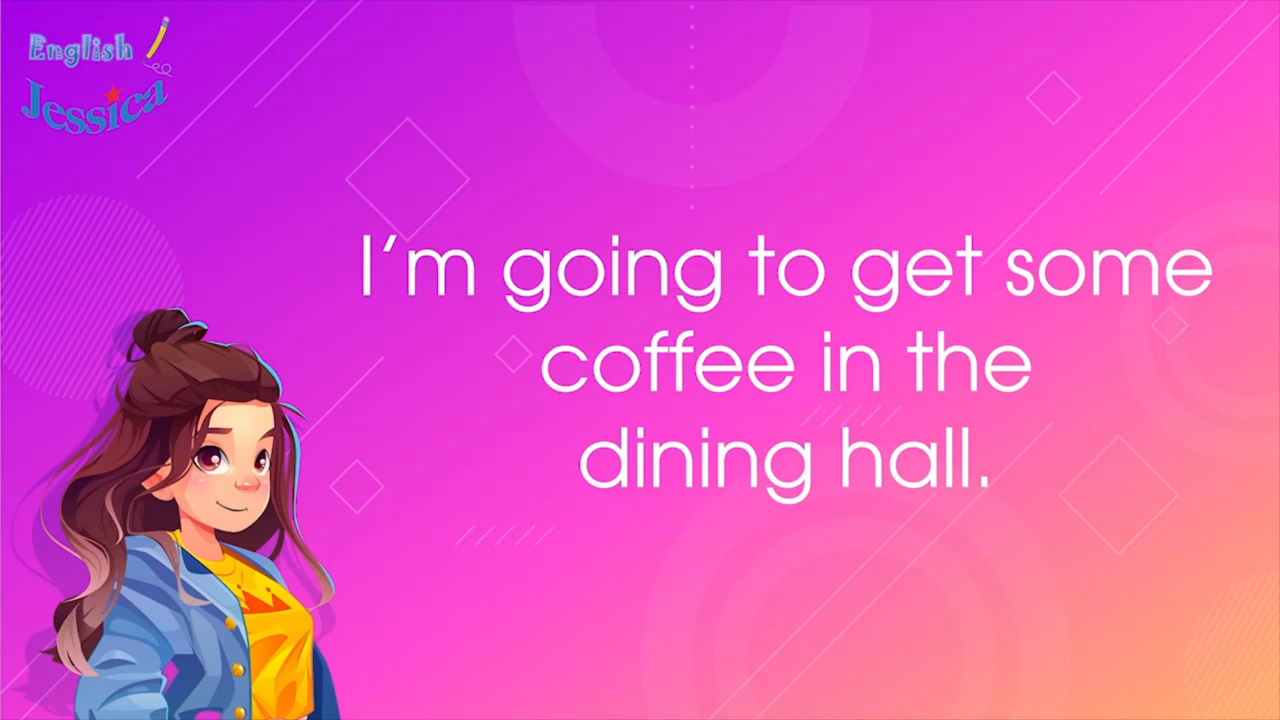 English
Jessica
I'm going to get some
coffee in the
dining hall.